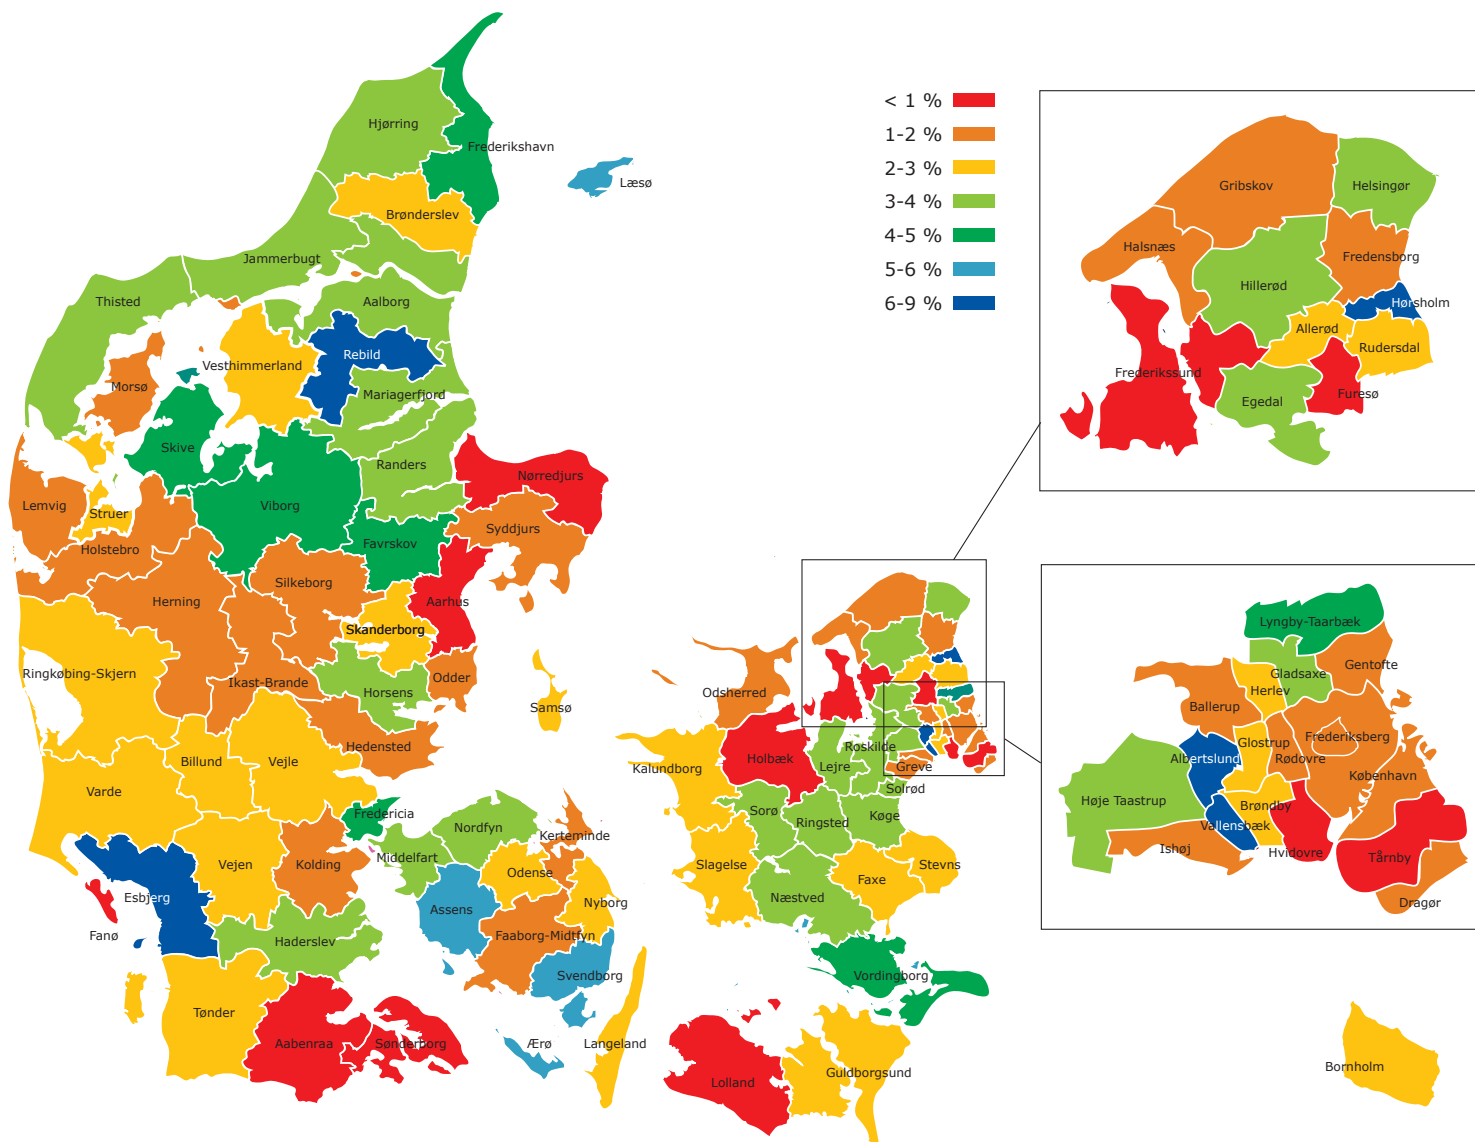 Hjørring
Frederikshavn
Læsø
Brønderslev
Jammerbugt
Thisted
Aalborg
Rebild
Vesthimmerland
Morsø
Mariagerfjord
Skive
Randers
Nørredjurs
Lemvig
Struer
Viborg
Syddjurs
Holstebro
Favrskov
Silkeborg
Herning
Aarhus
Skanderborg
Ringkøbing-Skjern
Ikast-Brande
Odder
Horsens
Samsø
Hedensted
Billund
Vejle
Varde
Fredericia
Nordfyn
Kerteminde
Middelfart
Vejen
Kolding
Odense
Esbjerg
Assens
Nyborg
Fanø
Haderslev
Faaborg-Midtfyn
Svendborg
Tønder
Aabenraa
Sønderborg
Ærø
Langeland
< 1 %
1-2 %
2-3 %
3-4 %
4-5 %
5-6 %
6-9 %
Odsherred
Kalundborg
Holbæk
Roskilde
Lejre
Greve
Solrød
Sorø
Ringsted
Køge
Slagelse
Stevns
Faxe
Næstved
Vordingborg
Lolland
Guldborgsund
Bornholm
Gribskov
Helsingør
Halsnæs
Fredensborg
Hillerød
Hørsholm
Allerød
Rudersdal
Frederikssund
Egedal
Furesø
Lyngby-Taarbæk
Gentofte
Gladsaxe
Herlev
Ballerup
Frederiksberg
Glostrup
Rødovre
Albertslund
København
Høje Taastrup
Brøndby
Vallensbæk
Ishøj
Hvidovre
Tårnby
Dragør